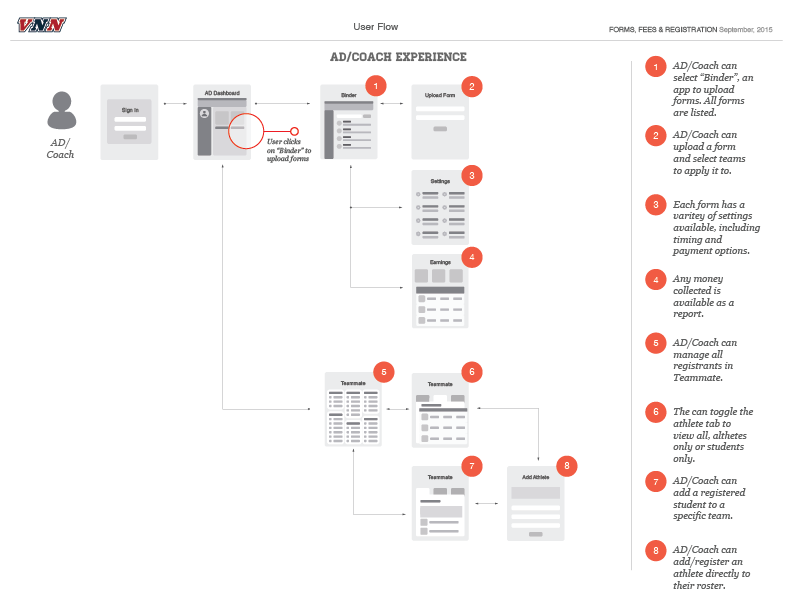 VNN
User Flow
FORMS, FEES & REGISTRATION September, 2015
AD/COACH EXPERIENCE
AD/
Coach
Sign In
AD Dashboard
User clicks
on "Binder" to
upload forms
Binder
1
Upload Form
2
Settings
3
Earnings
4
Teammate
5
Teammate
6
Teammate
7
Add Athlete
8
1
AD/Coach can
select "Binder", an
app to upload
forms. All forms
are listed.
2
AD/Coach can
upload a form
and select teams
to apply it to.
3
Each form has a
varitey of settings
available, including
timing and
payment options.
4
Any money
collected is
available as a
report.
5
AD/Coach can
manage all
registrants in
Teammate.
6
The can toggle the
athlete tab to
view all, althetes
only or students
only.
7
AD/Coach can
add a registered
student to a
specific team.
8
AD/Coach can
add/register an
athlete directly to
their roster.